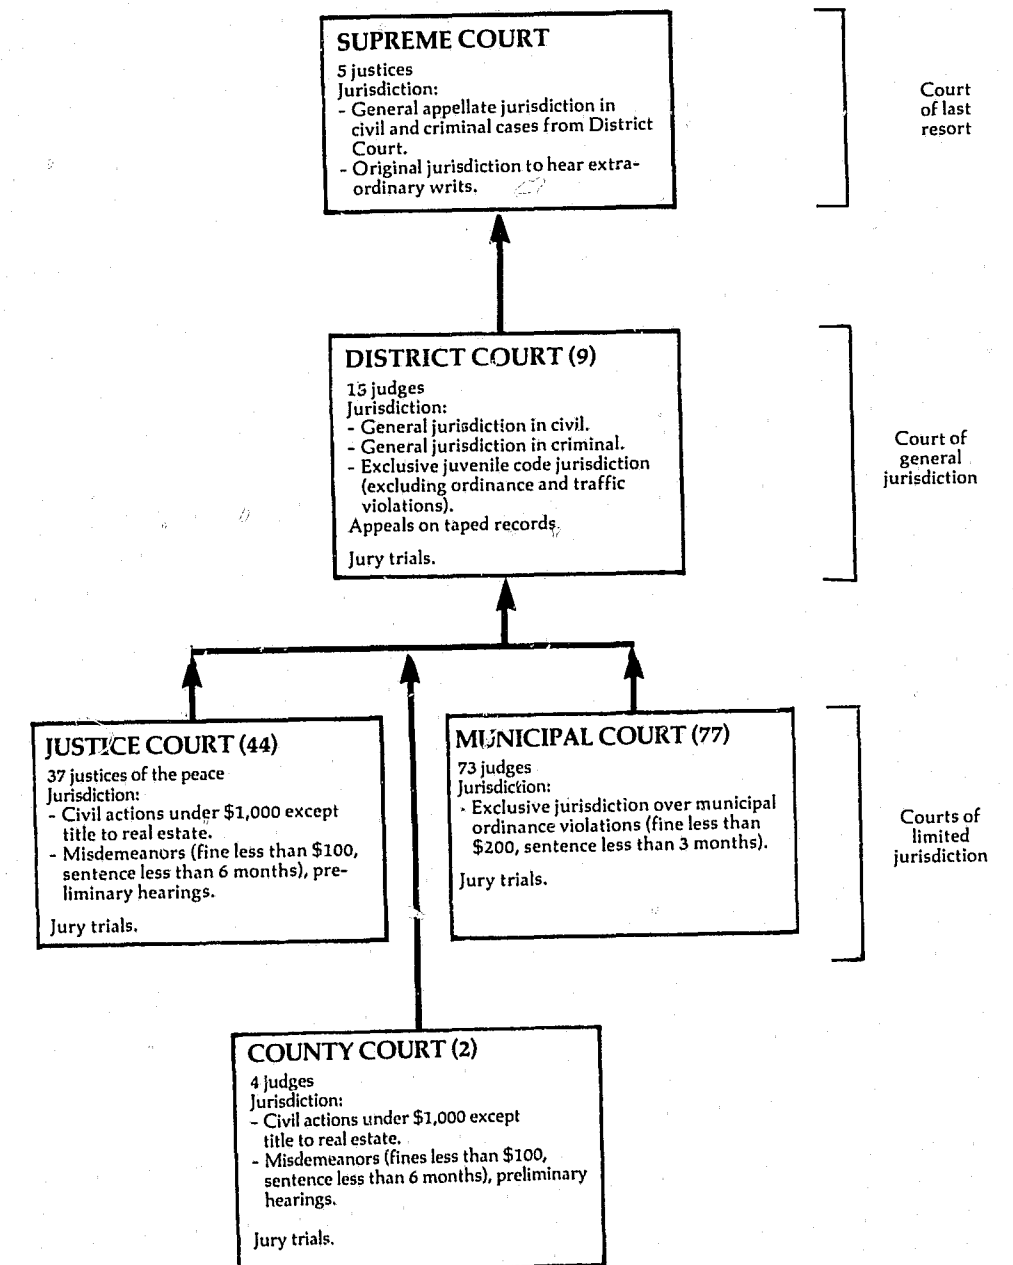 SUPREME COURT
5 justices
Jurisdiction:
- General appellate jurisdiction in
civil and criminal cases from District
Court.
- Original jurisdiction to hear extra-
ordinary writs.
Court
of last
resort
DISTRICT COURT (9)
15 judges
Jurisdiction:
- General jurisdiction in civil.
- General jurisdiction in criminal.
- Exclusive juvenile code jurisdiction
(excluding ordinance and traffic
violations).
Appeals on taped records.
Jury trials.
Court of
general
jurisdiction
JUSTICE COURT (44)
37 justices of the peace
Jurisdiction:
- Civil actions under $1,000 except
title to real estate.
- Misdemeanors (fine less than $100,
sentence less than 6 months), pre-
liminary hearings.
Jury trials.
MUNICIPAL COURT (77)
73 judges
Jurisdiction:
- Exclusive jurisdiction over municipal
ordinance violations (fine less than
$200, sentence less than 3 months).
Jury trials.
Courts of
limited
jurisdiction
COUNTY COURT (2)
4 judges
Jurisdiction:
- Civil actions under $1,000 except
title to real estate.
- Misdemeanors (fines less than $100,
sentence less than 6 months), preliminary
hearings.
Jury trials.